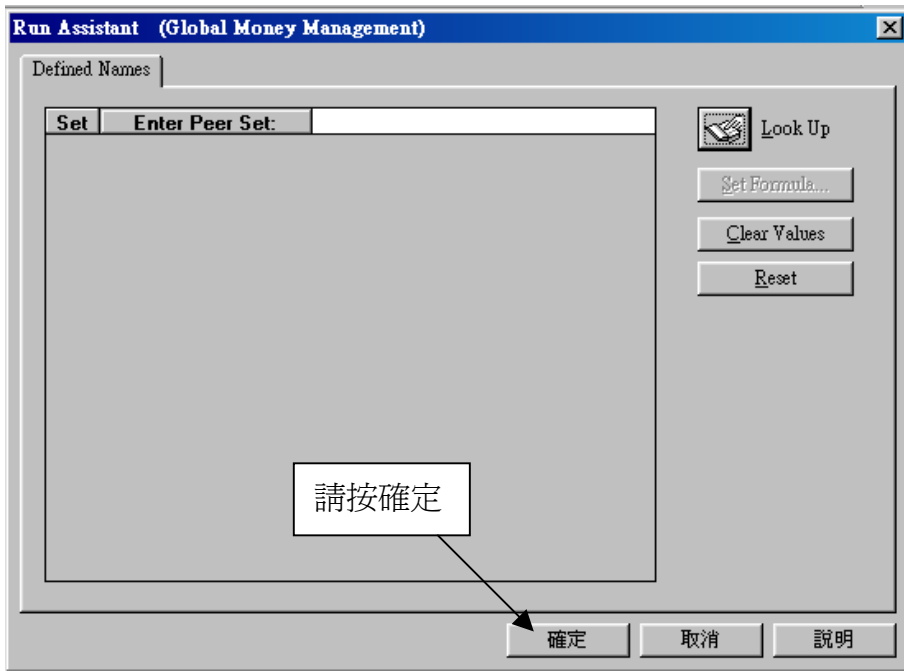 Run Assistant (Global Money Management)
Defined Names
Set Enter Peer Set:
Look Up
Set Formula...
Clear Values
Reset
請按確定
確定 取消 說明